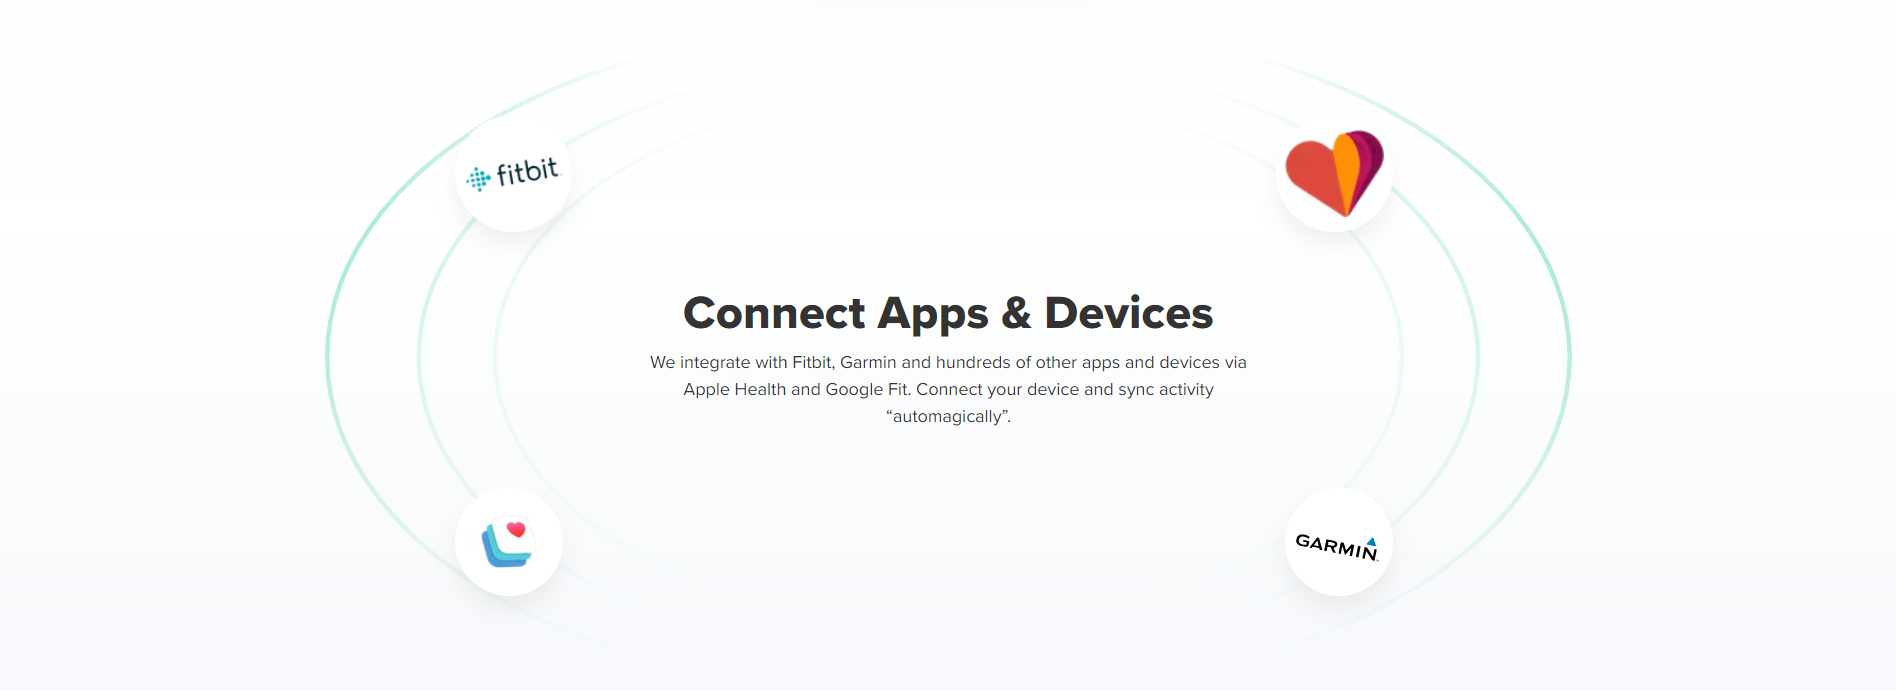 fitbit
Connect Apps & Devices
We integrate with Fitbit, Garmin and hundreds of other apps and devices via
Apple Health and Google Fit. Connect your device and sync activity
“automagically”.
GARMIN